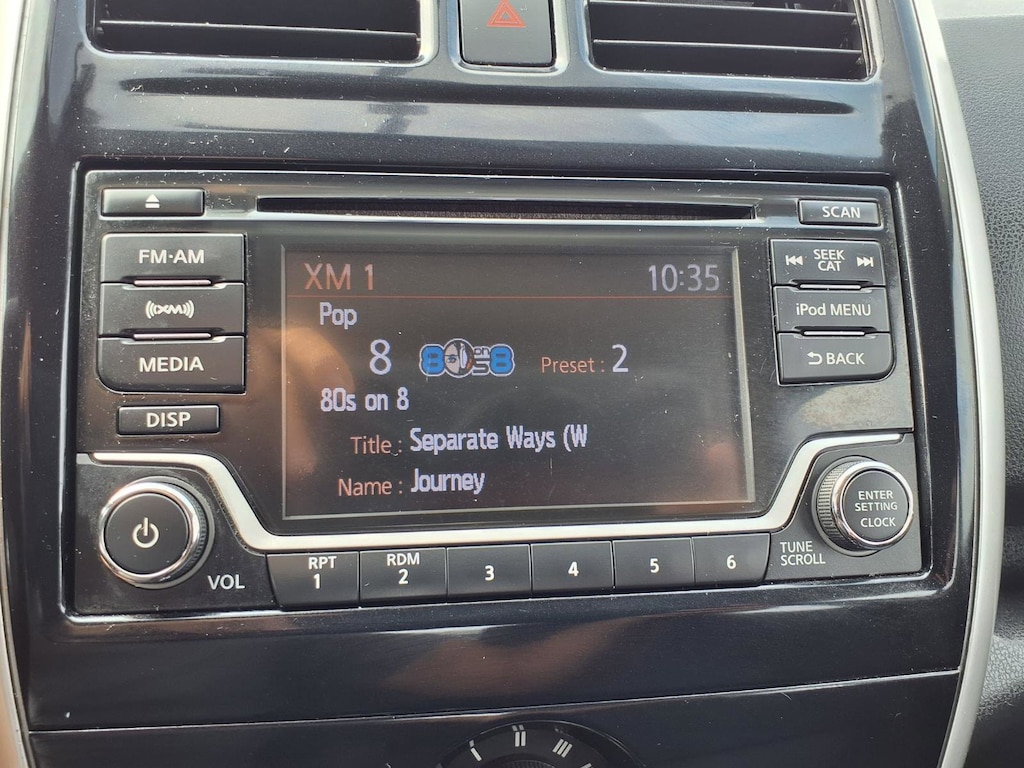 SCAN
FM·AM
XM
MEDIA
DISP
SEEK
CAT
iPod MENU
BACK
XM 1 10:35
Pop
8 80s on 8 Preset : 2
80s on 8
Title : Separate Ways (W
Name : Journey
VOL
RPT
1
RDM
2
3
4
5
6
TUNE
SCROLL
ENTER
SETTING
CLOCK